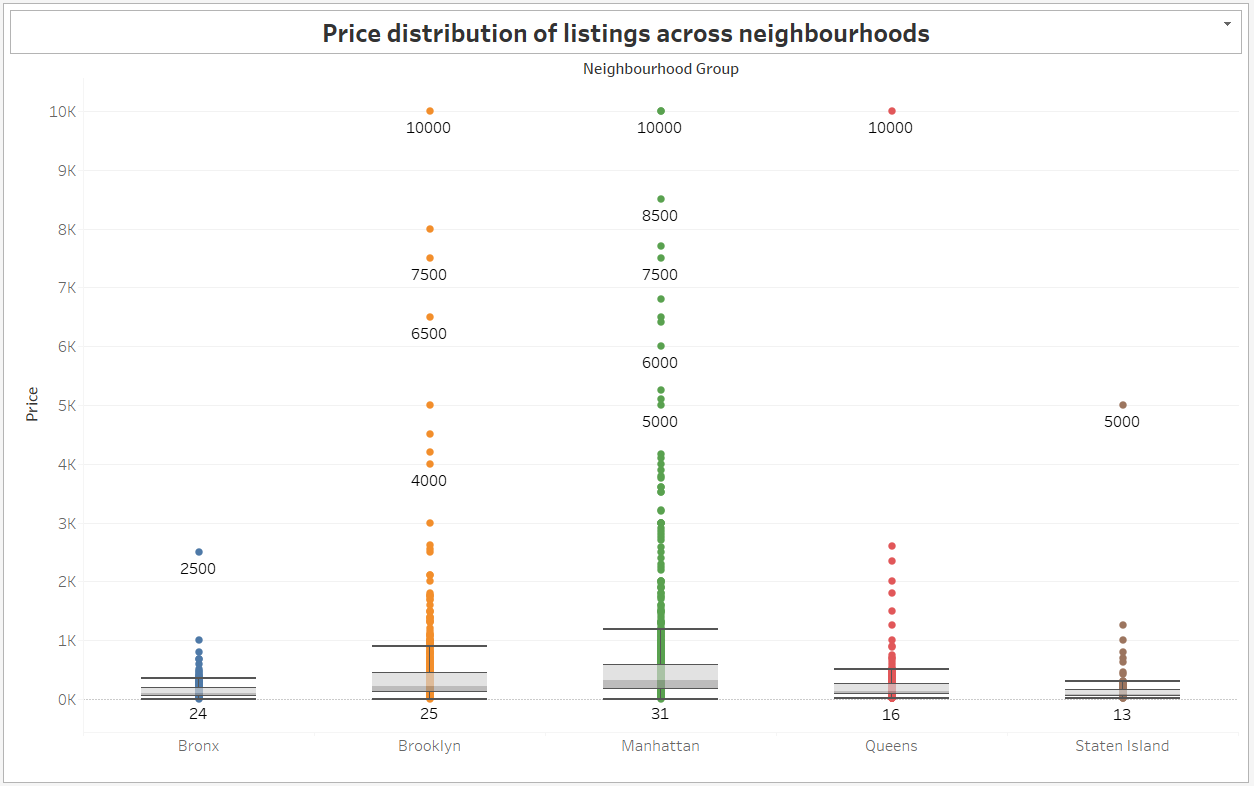 Price distribution of listings across neighbourhoods
Neighbourhood Group
10K
10000 10000 10000
9K
8500
8K
7500 7500
7K
6500
6K
6000
5K
5000 5000
Price
4K
4000
3K
2500
2K
1K
0K
24 25 31 16 13
Bronx Brooklyn Manhattan Queens Staten Island